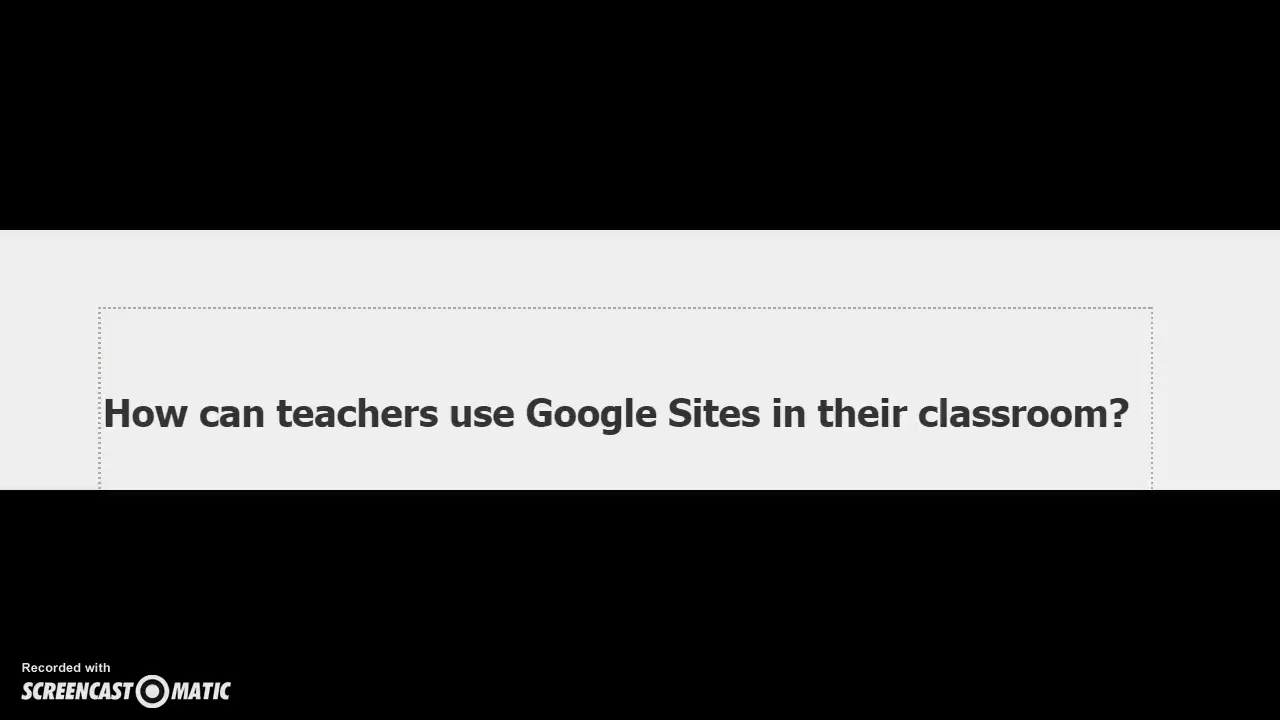 How can teachers use Google Sites in their classroom?
Recorded with
SCREENCAST MATIC